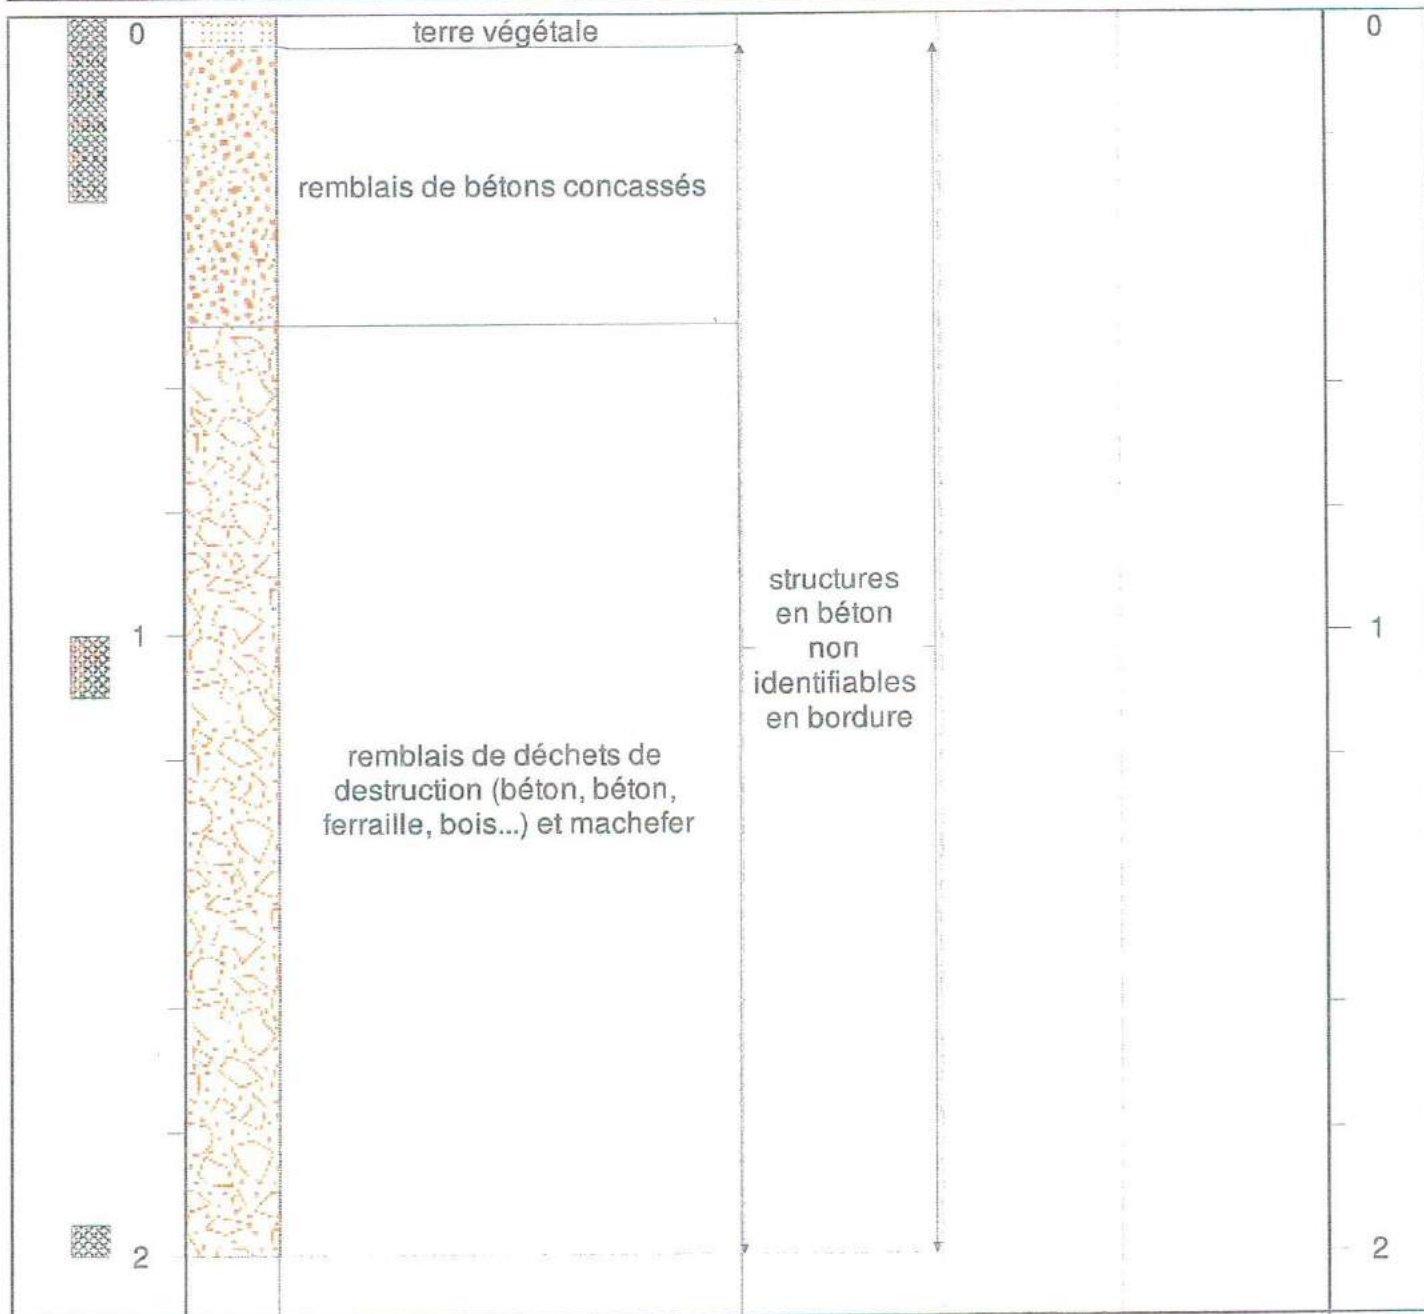 0
terre végétale
0
remblais de bétons concassés
structures
en béton
non
identifiables
en bordure
1
1
remblais de déchets de
destruction (béton, béton,
ferraille, bois...) et machefer
2
2